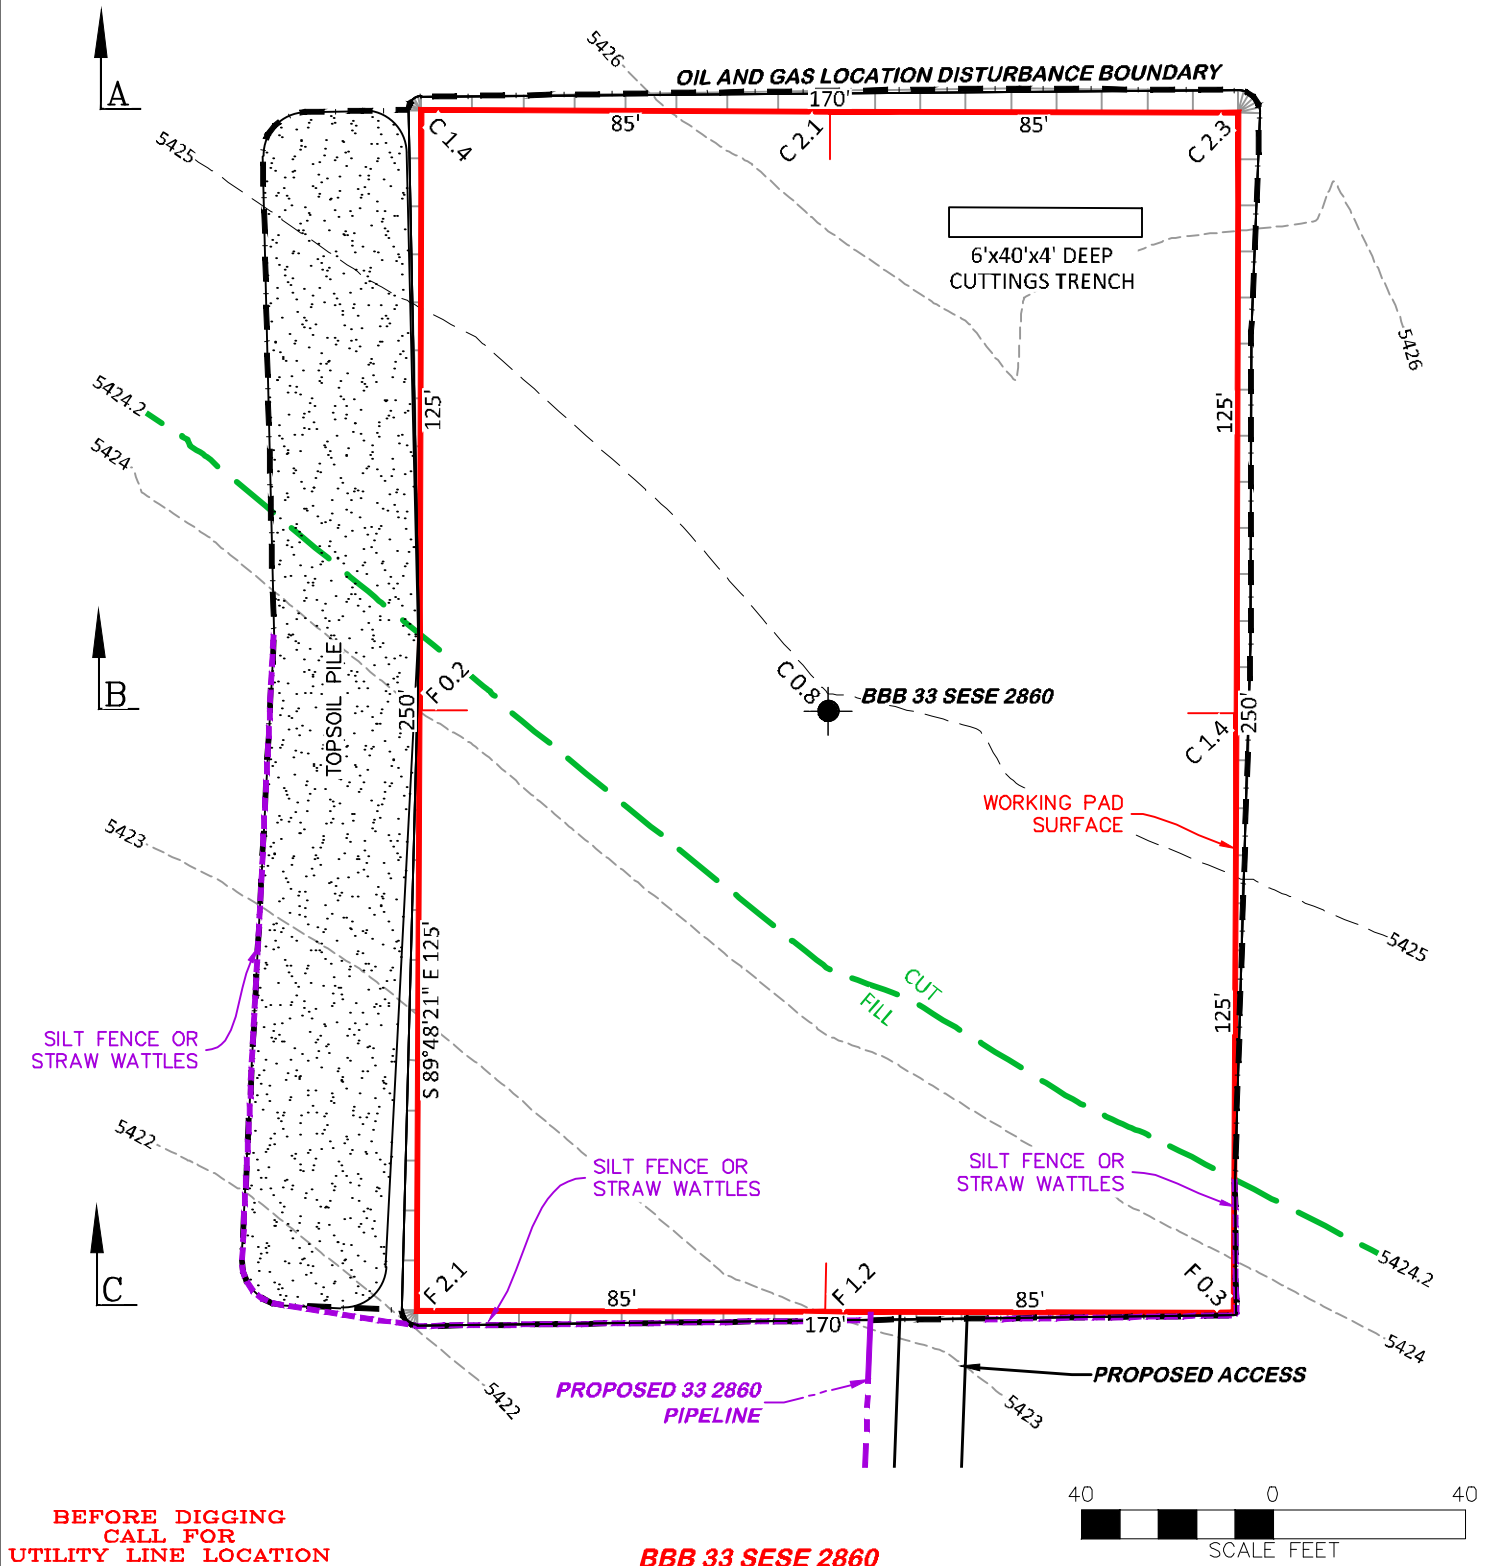 5426
OIL AND GAS LOCATION DISTURBANCE BOUNDARY
170'
A
85'
85'
C 1.4
C 2.1
C 2.3
5425
6'x40'x4' DEEP
CUTTINGS TRENCH
5426
5424.2
125'
125'
5424
B
TOPSOIL PILE
F 0.2
250'
C 0.8
BBB 33 SESE 2860
250'
C 1.4
WORKING PAD
SURFACE
5423
5425
S 89°48'21" E 125'
CUT
FILL
125'
SILT FENCE OR
STRAW WATTLES
5422
SILT FENCE OR
STRAW WATTLES
SILT FENCE OR
STRAW WATTLES
C
F 2.1
F 1.2
F 0.3
5424.2
85'
85'
170'
5424
5422
PROPOSED 33 2860
PIPELINE
PROPOSED ACCESS
5423
40 0 40
SCALE FEET
BEFORE DIGGING
CALL FOR
UTILITY LINE LOCATION
BBB 33 SESE 2860